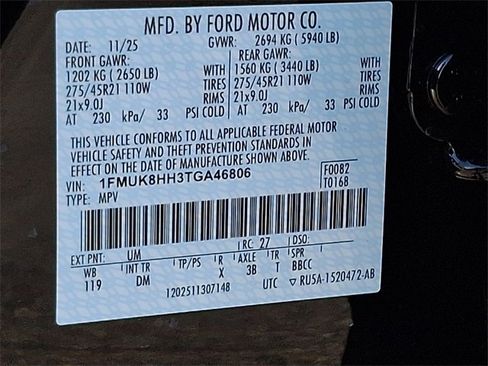 MFD. BY FORD MOTOR CO.
DATE: 11/25 GVWR: 2694 KG ( 5940 LB)
FRONT GAWR: REAR GAWR:
1202 KG ( 2650 LB) WITH 1560 KG ( 3440 LB) WITH
275/45R21 110W TIRES 275/45R21 110W TIRES
21x9.0J RIMS 21x9.0J RIMS
AT 230 kPa/ 33 PSI COLD AT 230 kPa/ 33 PSI COLD
THIS VEHICLE CONFORMS TO ALL APPLICABLE FEDERAL MOTOR
VEHICLE SAFETY AND THEFT PREVENTION STANDARDS IN
EFFECT ON THE DATE OF MANUFACTURE SHOWN ABOVE.
VIN: 1FMUK8HH3TGA46806 F0082
TYPE: MPV T0168
EXT PNT: UM RC: 27 DSO:
WB INT TR TP/PS R AXLE TR SPR
119 DM X 3B T BBCC
1202511307148 UTC ▽ RU5A-1520472-AB